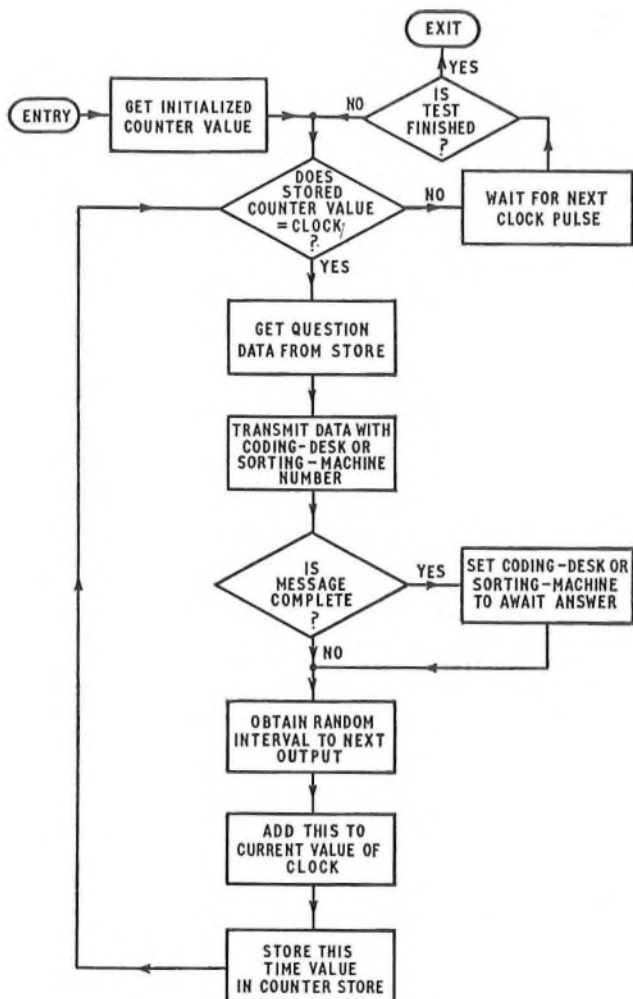 EXIT
YES
ENTRY
GET INITIALIZED
COUNTER VALUE
NO
IS
TEST
FINISHED
?
DOES
STORED
COUNTER VALUE
= CLOCK
?
NO
WAIT FOR NEXT
CLOCK PULSE
YES
GET QUESTION
DATA FROM STORE
TRANSMIT DATA WITH
CODING-DESK OR
SORTING-MACHINE
NUMBER
IS
MESSAGE
COMPLETE
?
YES
SET CODING-DESK OR
SORTING-MACHINE
TO AWAIT ANSWER
NO
OBTAIN RANDOM
INTERVAL TO NEXT
OUTPUT
ADD THIS TO
CURRENT VALUE OF
CLOCK
STORE THIS
TIME VALUE
IN COUNTER STORE